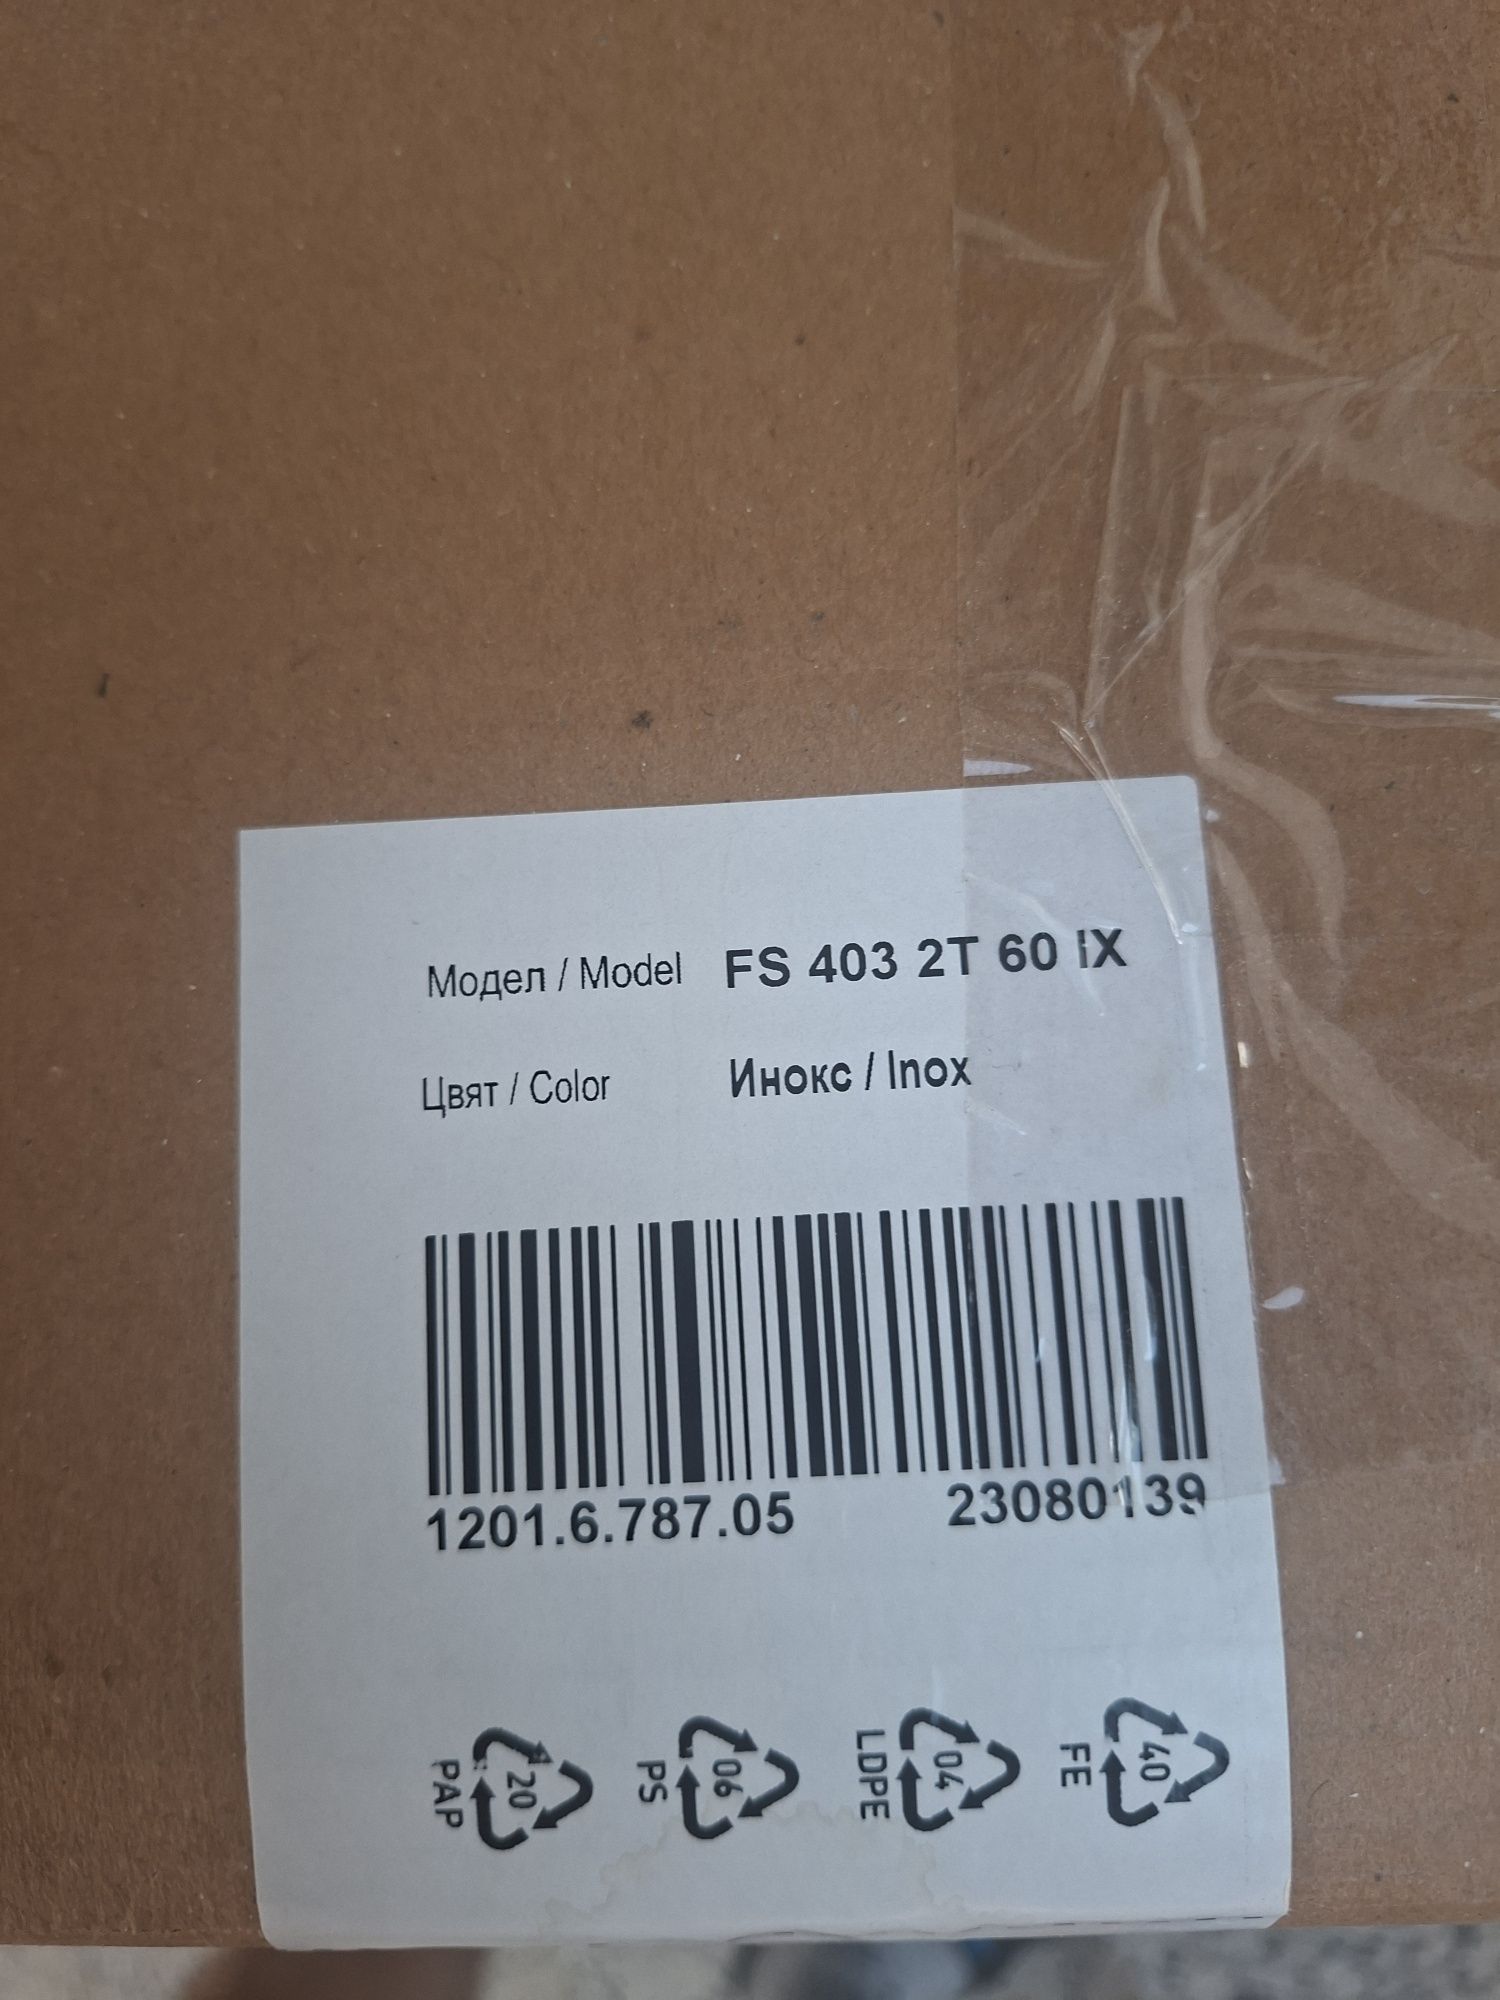 Модел / Model FS 403 2T 60 IX
Цвят / Color Инокс / Inox
1201.6.787.05 23080139
20 06 04 40
PAP PS LDPE FE